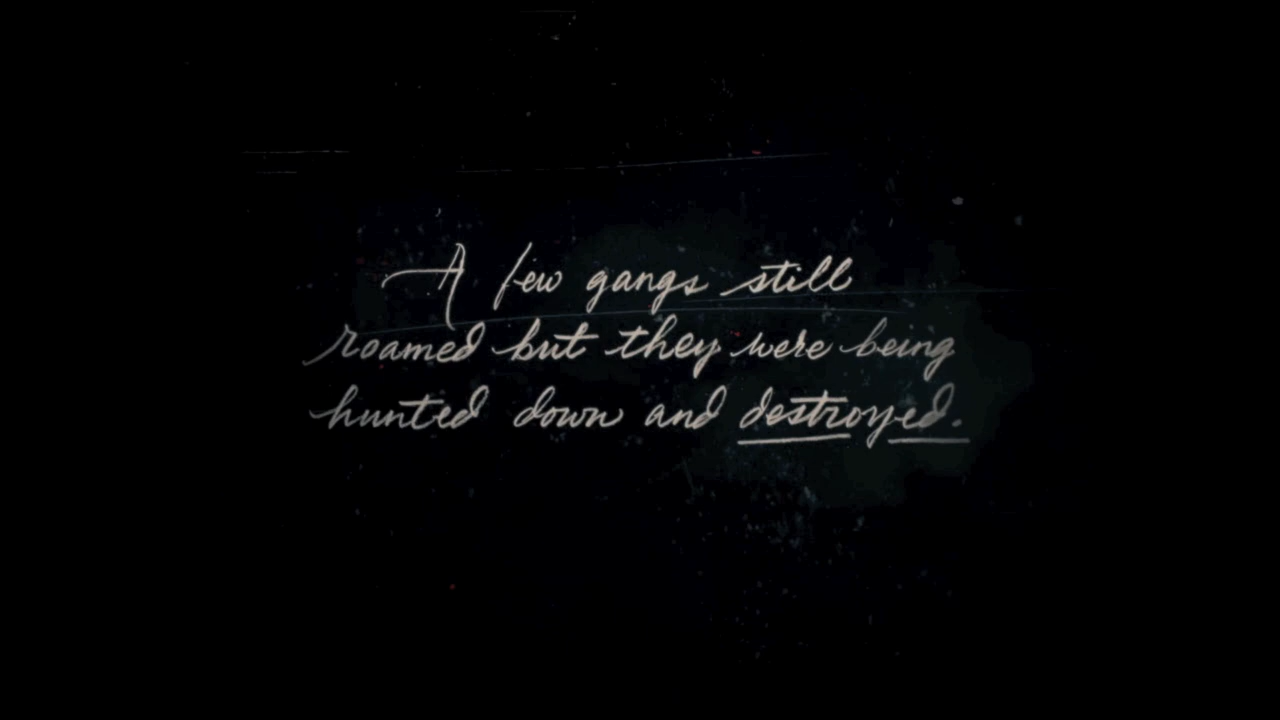 A few gangs still
roamed but they were being
hunted down and destroyed.